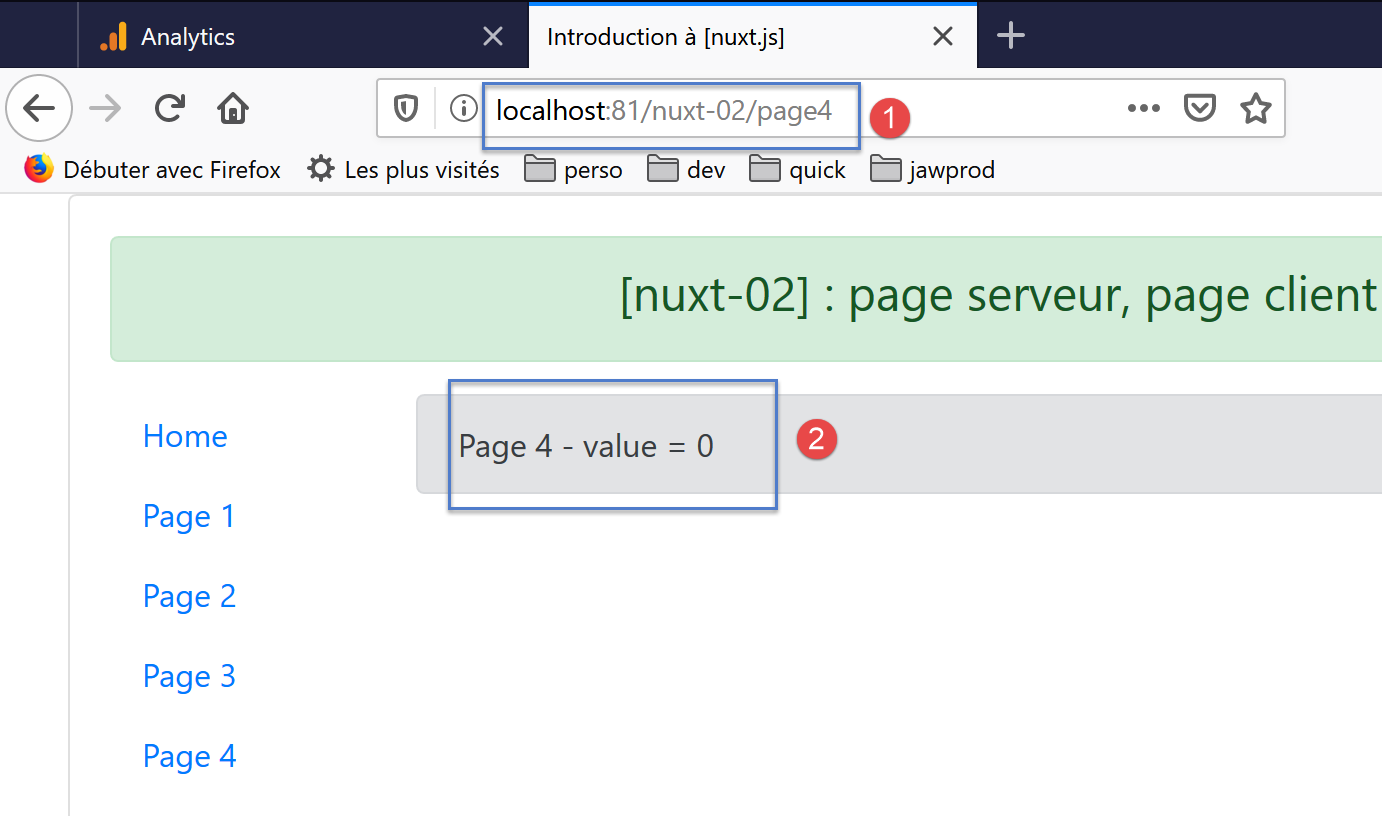 Analytics
Introduction à [nuxt.js]
localhost:81/nuxt-02/page4
1
Débuter avec Firefox Les plus visités perso dev quick jawprod
[nuxt-02] : page serveur, page client
Home
Page 4 - value = 0
2
Page 1
Page 2
Page 3
Page 4